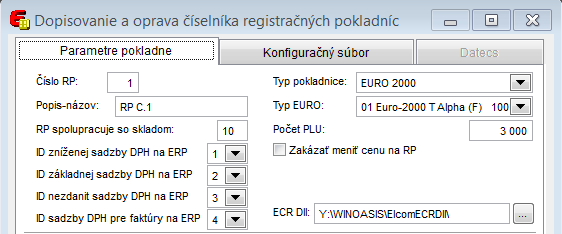 Dopisovanie a oprava číselníka registračných pokladníc
Parametre pokladne Konfiguračný súbor Datecs
Číslo RP: 1 Typ pokladnice: EURO 2000
Popis-názov: RP C.1 Typ EURO: 01 Euro-2000 T Alpha (F) 100
RP spolupracuje so skladom: 10 Počet PLU: 3 000
ID zníženej sadzby DPH na ERP 1 Zakázať meniť cenu na RP
ID základnej sadzby DPH na ERP 2
ID nezdanit sadzby DPH na ERP 3
ID sadzby DPH pre faktúry na ERP 4 ECR Dll: Y:\WINOASIS\ElcomECRDll\ ...